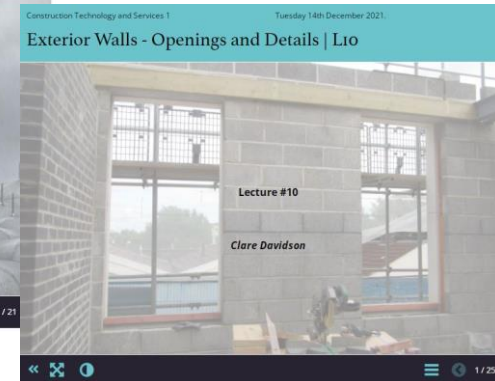 Construction Technology and Services 1 Tuesday 14th December 2021.
Exterior Walls - Openings and Details | L10
Lecture #10
Clare Davidson
/ 21
1 / 25